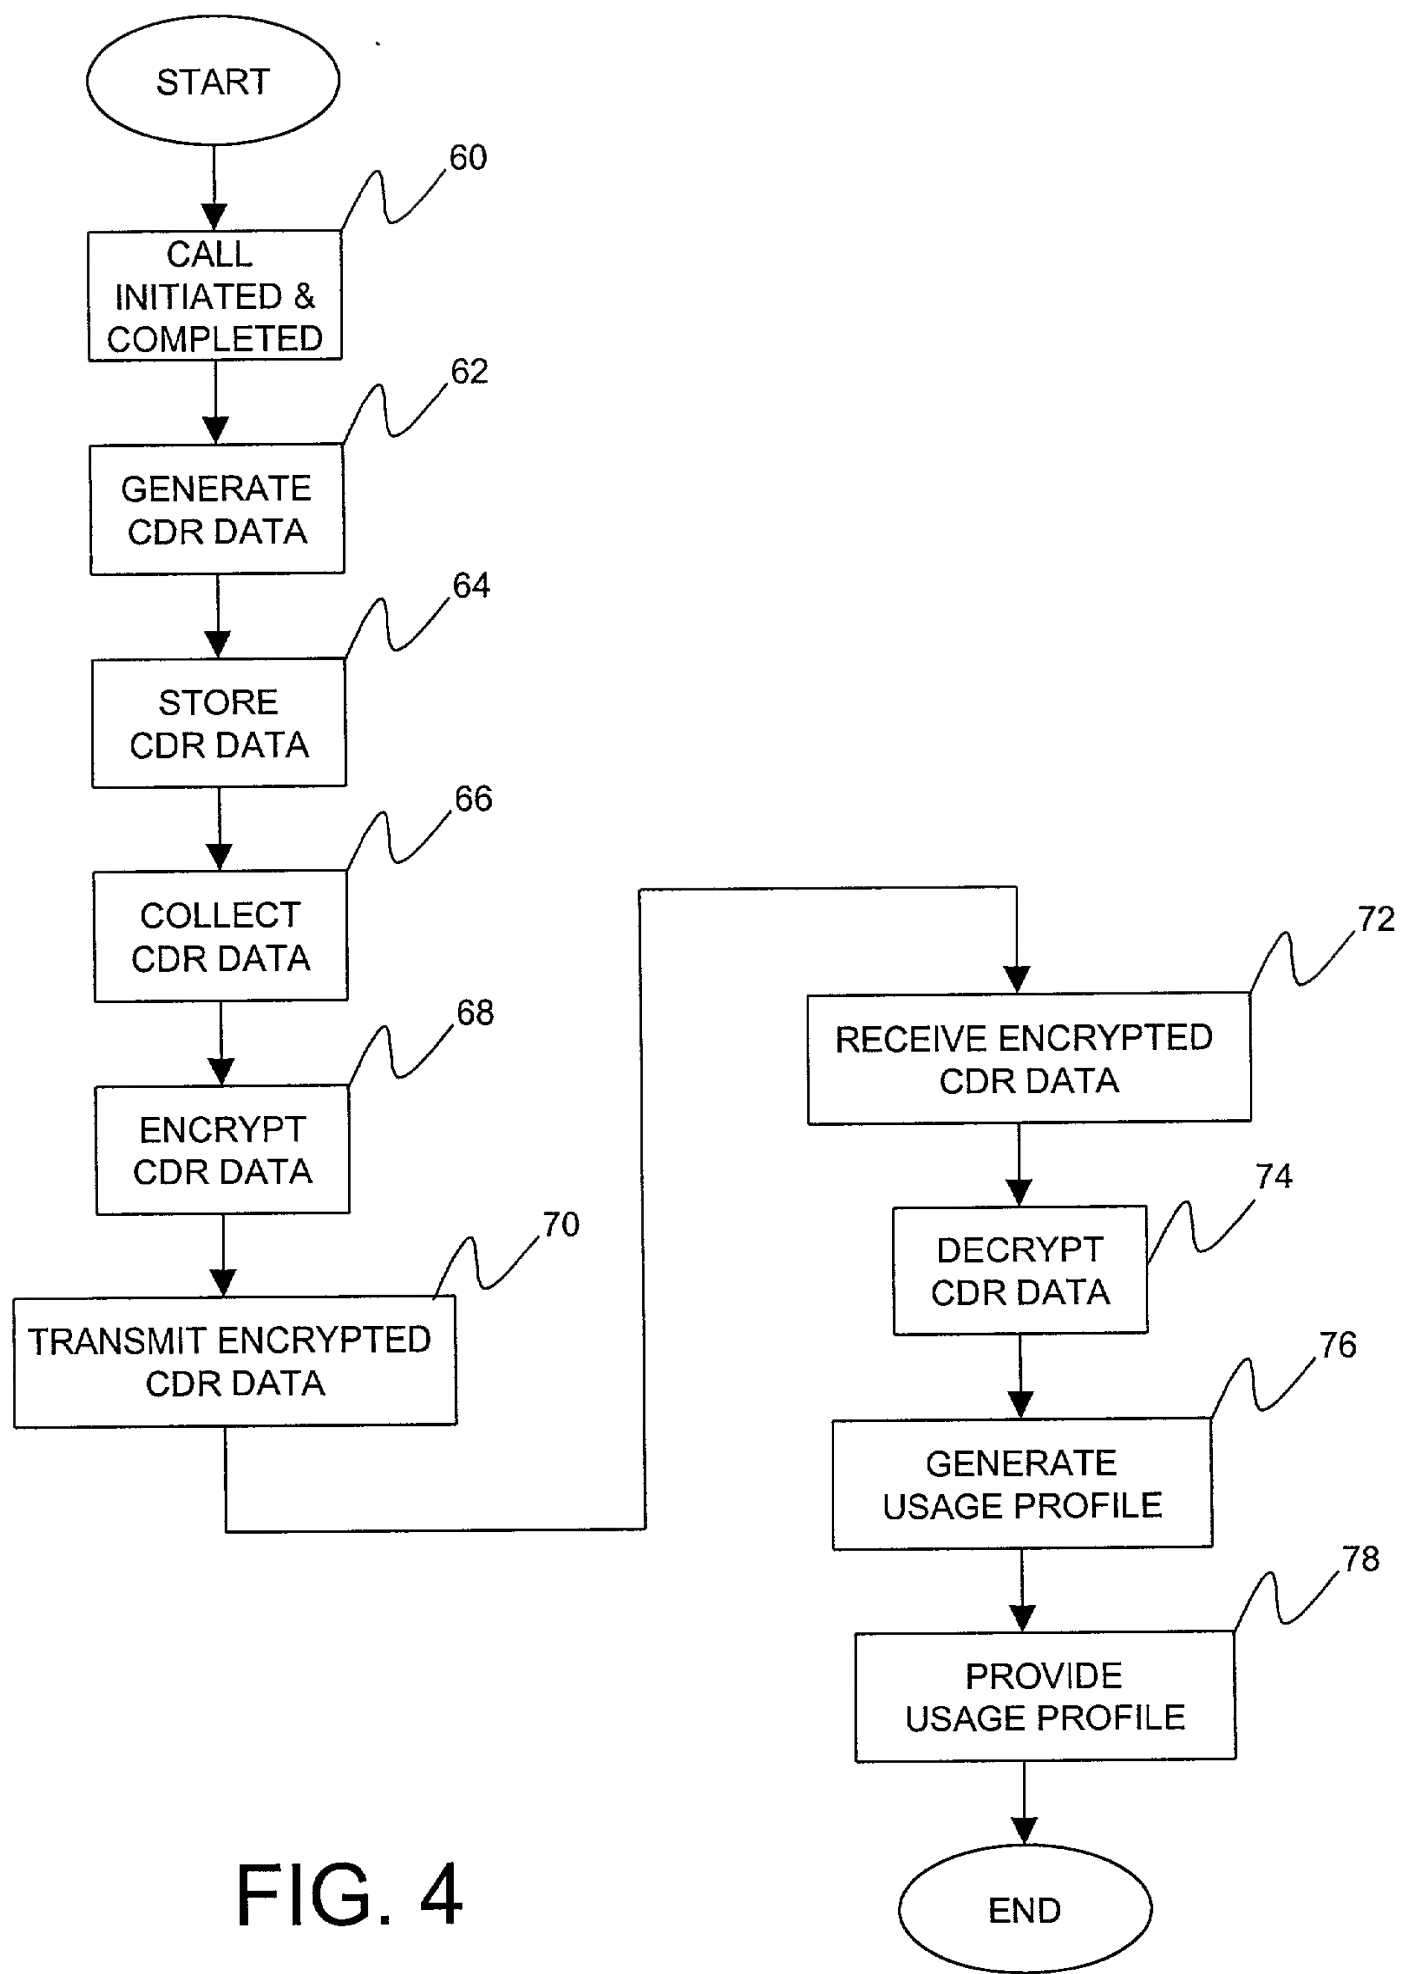 START
60
CALL
INITIATED &
COMPLETED
62
GENERATE
CDR DATA
64
STORE
CDR DATA
66
COLLECT
CDR DATA
68
ENCRYPT
CDR DATA
70
TRANSMIT ENCRYPTED
CDR DATA
72
RECEIVE ENCRYPTED
CDR DATA
74
DECRYPT
CDR DATA
76
GENERATE
USAGE PROFILE
78
PROVIDE
USAGE PROFILE
END
FIG. 4